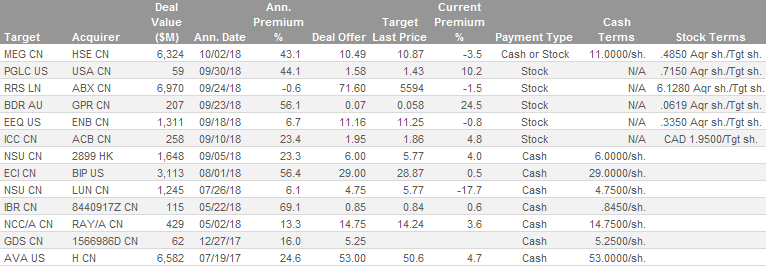 Deal Ann. Current
Value Premium Target Premium Cash
Target Acquirer ($M) Ann. Date % Deal Offer Last Price % Payment Type Terms Stock Terms
MEG CN HSE CN 6,324 10/02/18 43.1 10.49 10.87 -3.5 Cash or Stock 11.0000/sh. .4850 Aqr sh./Tgt sh.
PGLC US USA CN 59 09/30/18 44.1 1.58 1.43 10.2 Stock N/A .7150 Aqr sh./Tgt sh.
RRS LN ABX CN 6,970 09/24/18 -0.6 71.60 5594 -1.5 Stock N/A 6.1280 Aqr sh./Tgt sh.
BDR AU GPR CN 207 09/23/18 56.1 0.07 0.058 24.5 Stock N/A .0619 Aqr sh./Tgt sh.
EEQ US ENB CN 1,311 09/18/18 6.7 11.16 11.25 -0.8 Stock N/A .3350 Aqr sh./Tgt sh.
ICC CN ACB CN 258 09/10/18 23.4 1.95 1.86 4.8 Stock N/A CAD 1.9500/Tgt sh.
NSU CN 2899 HK 1,648 09/05/18 23.3 6.00 5.77 4.0 Cash 6.0000/sh.
ECI CN BIP US 3,113 08/01/18 56.4 29.00 28.87 0.5 Cash 29.0000/sh.
NSU CN LUN CN 1,245 07/26/18 6.1 4.75 5.77 -17.7 Cash 4.7500/sh.
IBR CN 8440917Z CN 115 05/22/18 69.1 0.85 0.84 0.6 Cash .8450/sh.
NCC/A CN RAY/A CN 429 05/02/18 13.3 14.75 14.24 3.6 Cash 14.7500/sh.
GDS CN 1566986D CN 62 12/27/17 16.0 5.25 Cash 5.2500/sh.
AVA US H CN 6,582 07/19/17 24.6 53.00 50.6 4.7 Cash 53.0000/sh.